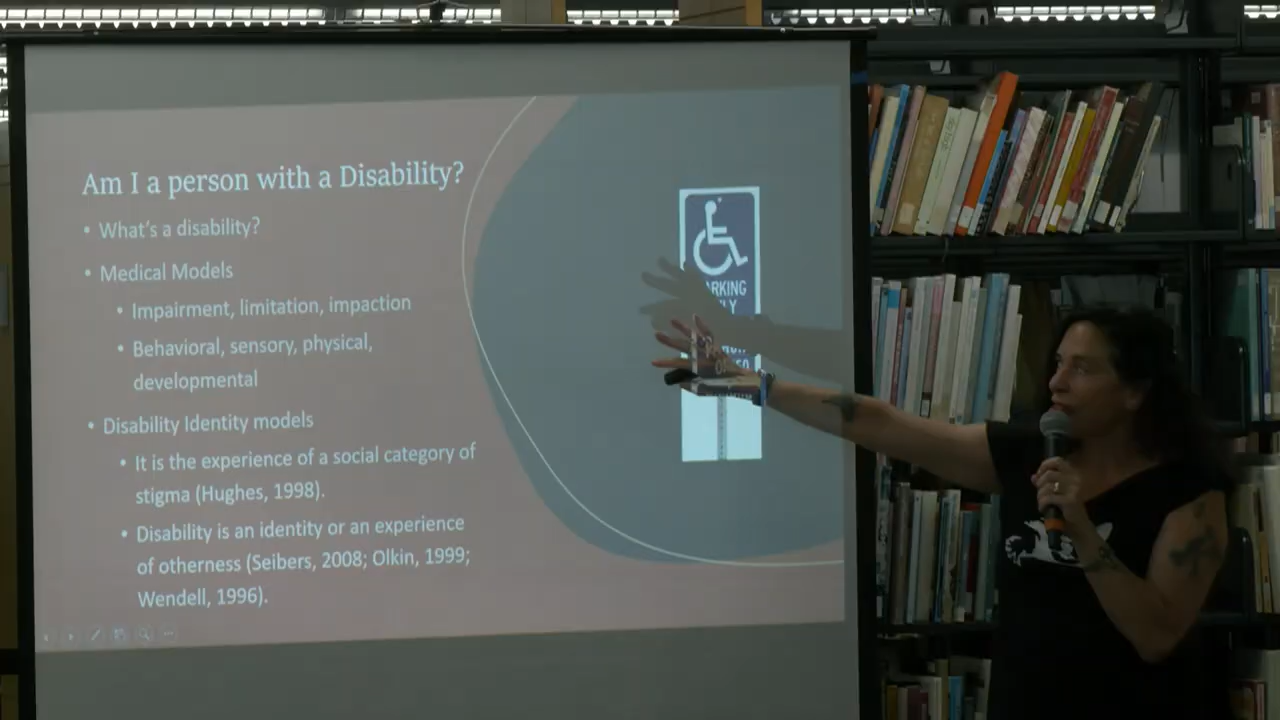 Am I a person with a Disability?
• What's a disability?
• Medical Models
• Impairment, limitation, impaction
• Behavioral, sensory, physical,
developmental
• Disability Identity models
• It is the experience of a social category of
stigma (Hughes, 1998).
• Disability is an identity or an experience
of otherness (Seibers, 2008; Olkin, 1999;
Wendell, 1996).
ARKING
LY